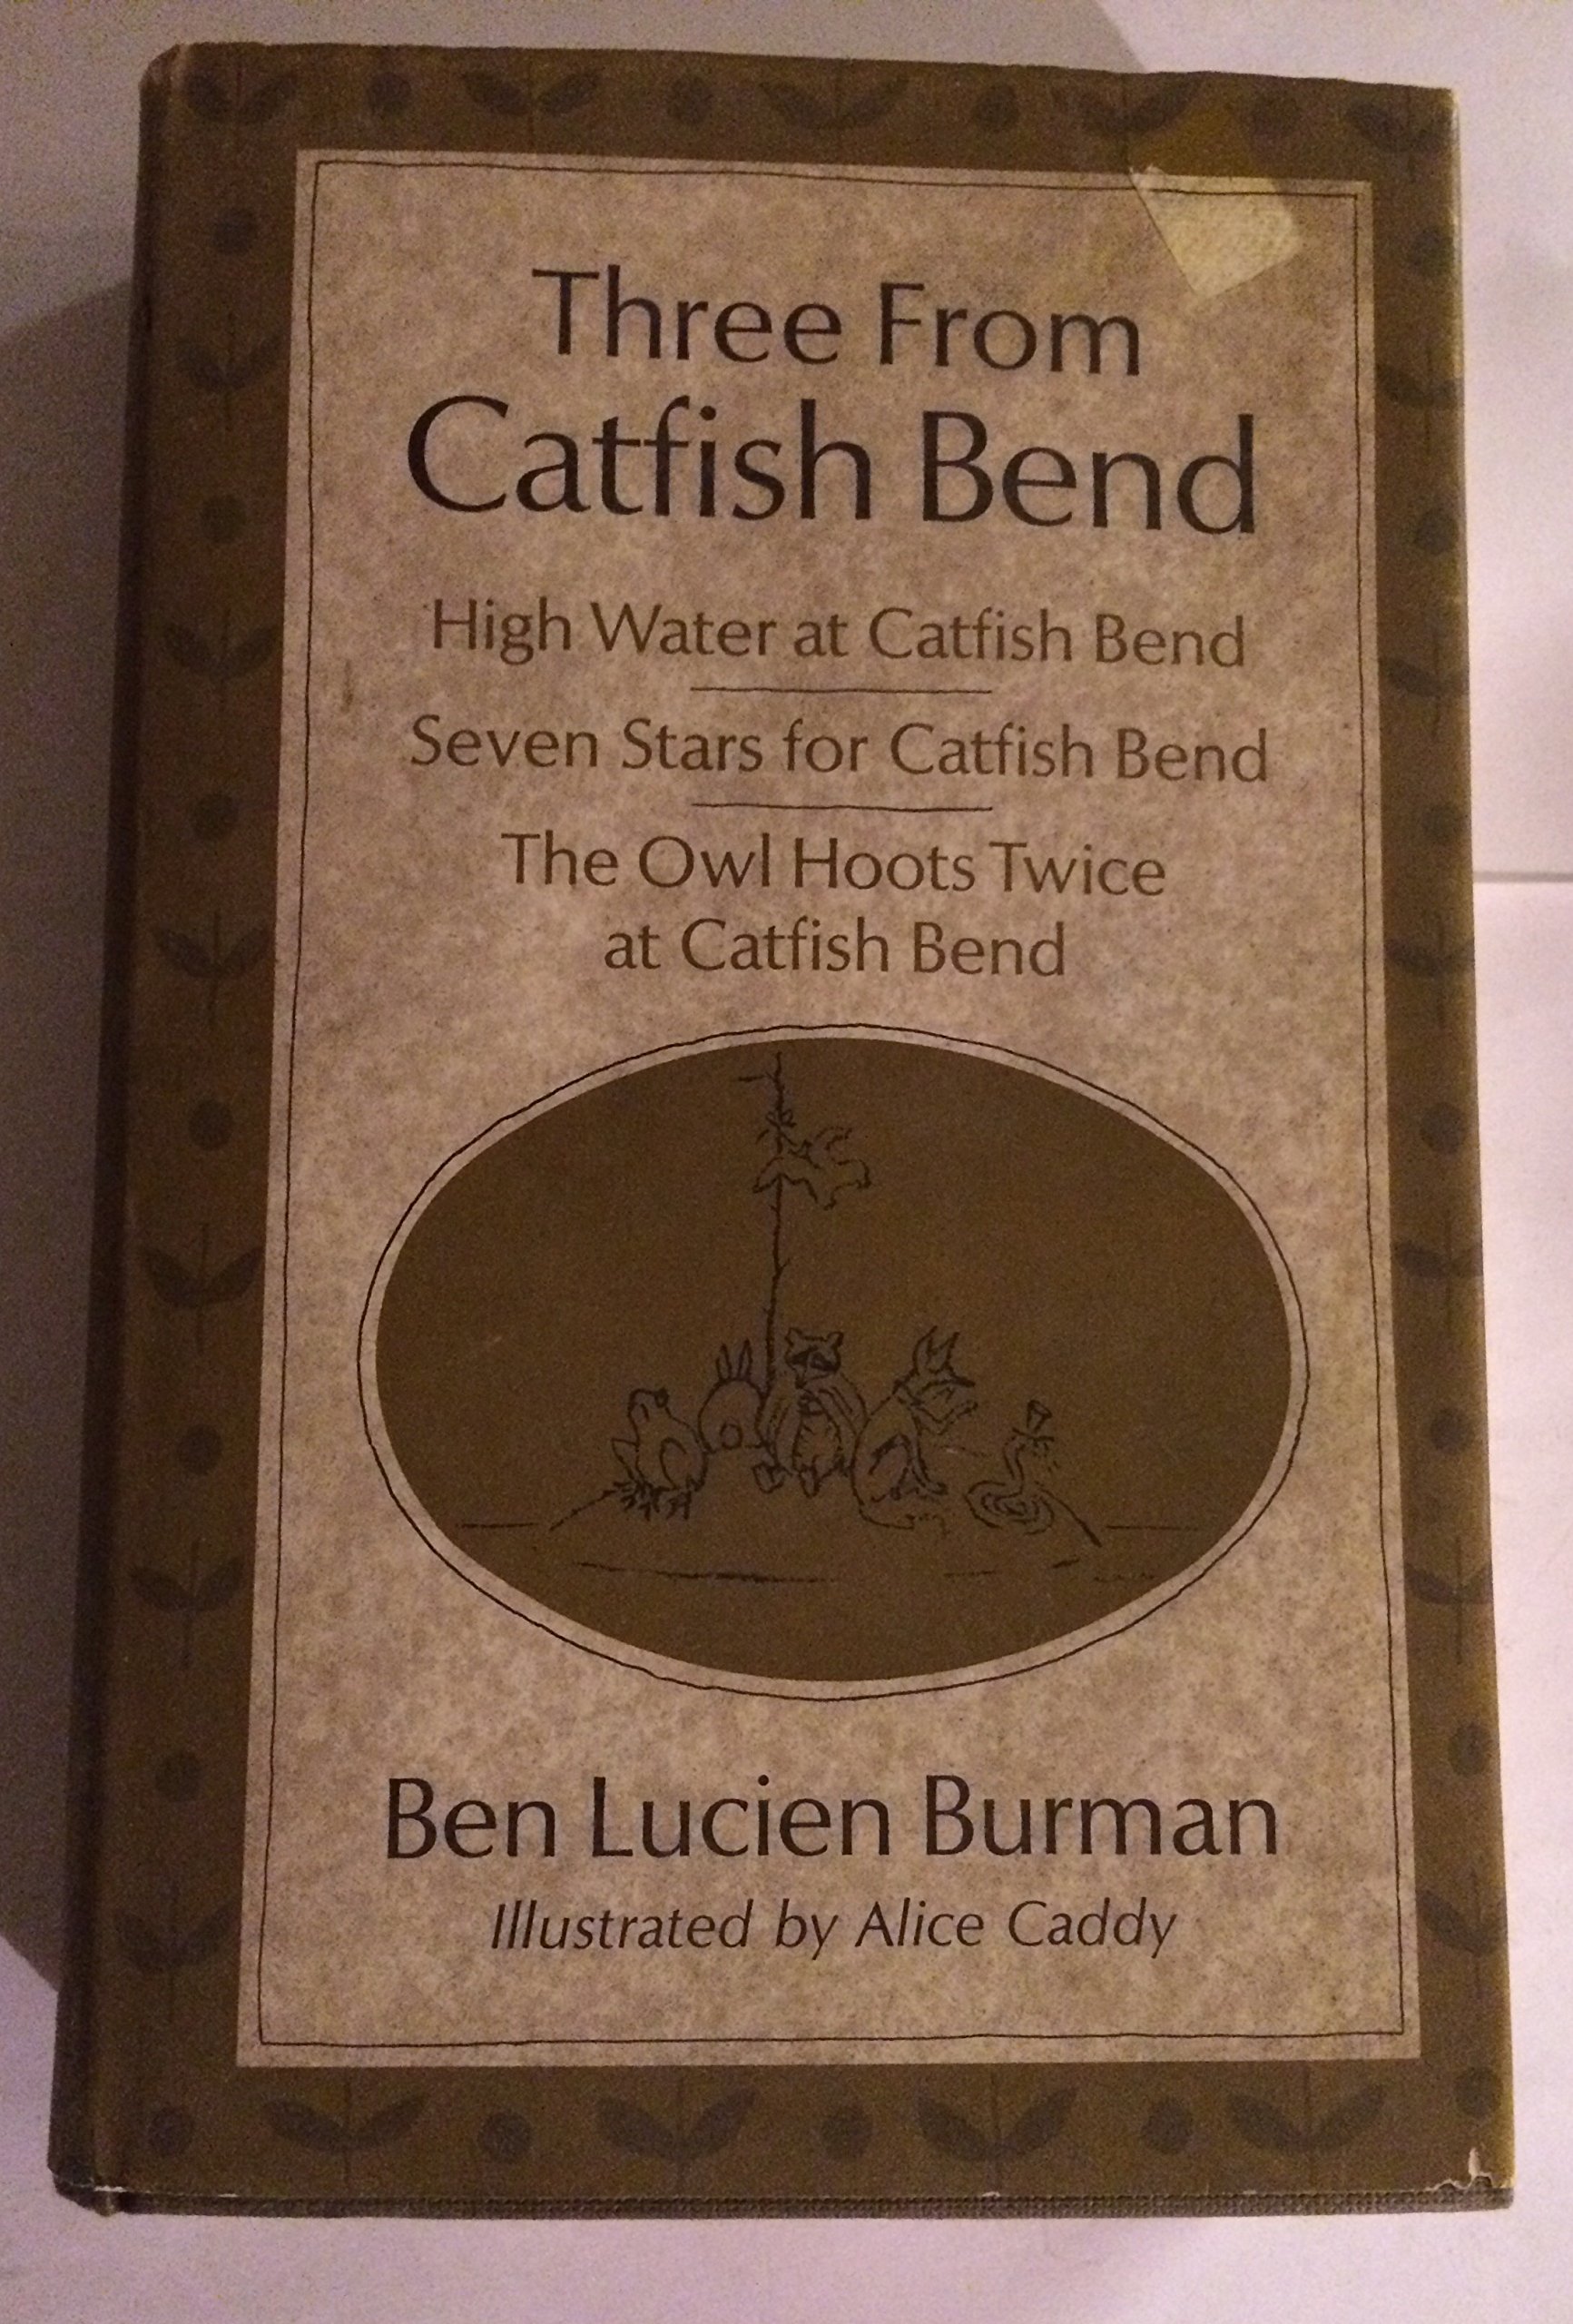 Three From
Catfish Bend
High Water at Catfish Bend
Seven Stars for Catfish Bend
The Owl Hoots Twice
at Catfish Bend
Ben Lucien Burman
Illustrated by Alice Caddy